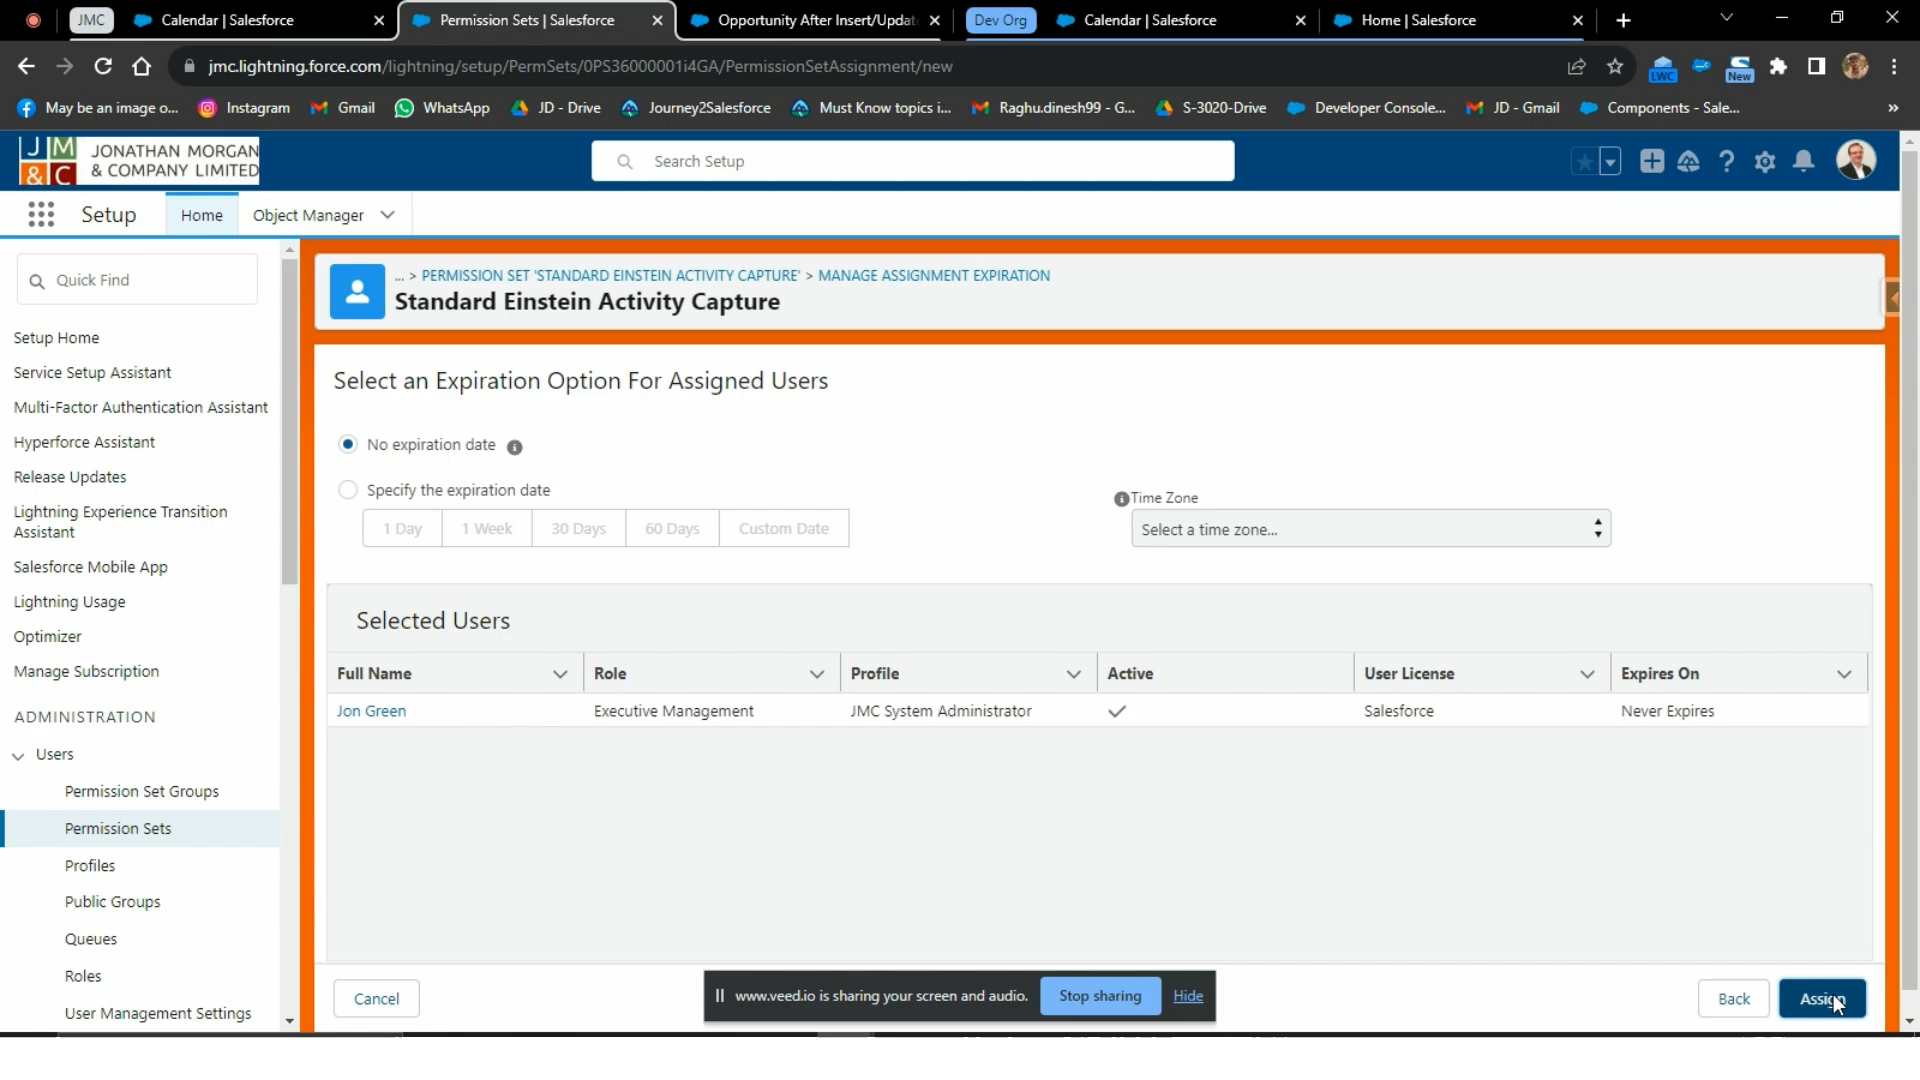 JMC
Calendar | Salesforce
Permission Sets | Salesforce
Opportunity After Insert/Updat
Dev Org
Calendar | Salesforce
Home | Salesforce
jmc.lightning.force.com/lightning/setup/PermSets/0PS36000001i4GA/PermissionSetAssignment/new
LWC
New
May be an image o...
Instagram
Gmail
WhatsApp
JD - Drive
Journey2Salesforce
Must Know topics i...
Raghu.dinesh99 - G...
S-3020-Drive
Developer Console...
JD - Gmail
Components - Sale...
»
JM&C
JONATHAN MORGAN
& COMPANY LIMITED
Search Setup
Setup
Home
Object Manager
Quick Find
Setup Home
Service Setup Assistant
Multi-Factor Authentication Assistant
Hyperforce Assistant
Release Updates
Lightning Experience Transition
Assistant
Salesforce Mobile App
Lightning Usage
Optimizer
Manage Subscription
ADMINISTRATION
Users
Permission Set Groups
Permission Sets
Profiles
Public Groups
Queues
Roles
User Management Settings
... > PERMISSION SET 'STANDARD EINSTEIN ACTIVITY CAPTURE' > MANAGE ASSIGNMENT EXPIRATION
Standard Einstein Activity Capture
Select an Expiration Option For Assigned Users
No expiration date
Specify the expiration date
1 Day
1 Week
30 Days
60 Days
Custom Date
Time Zone
Select a time zone...
Selected Users
Full Name
Role
Profile
Active
User License
Expires On
Jon Green
Executive Management
JMC System Administrator
Salesforce
Never Expires
Cancel
www.veed.io is sharing your screen and audio.
Stop sharing
Hide
Back
Assign